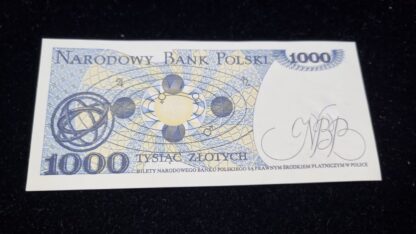 NARODOWY BANK POLSKI
1000
NBP
1000
TYSIĄC ZŁOTYCH
BILETY NARODOWEGO BANKU POLSKIEGO SĄ PRAWNYM ŚRODKIEM PŁATNICZYM W POLSCE